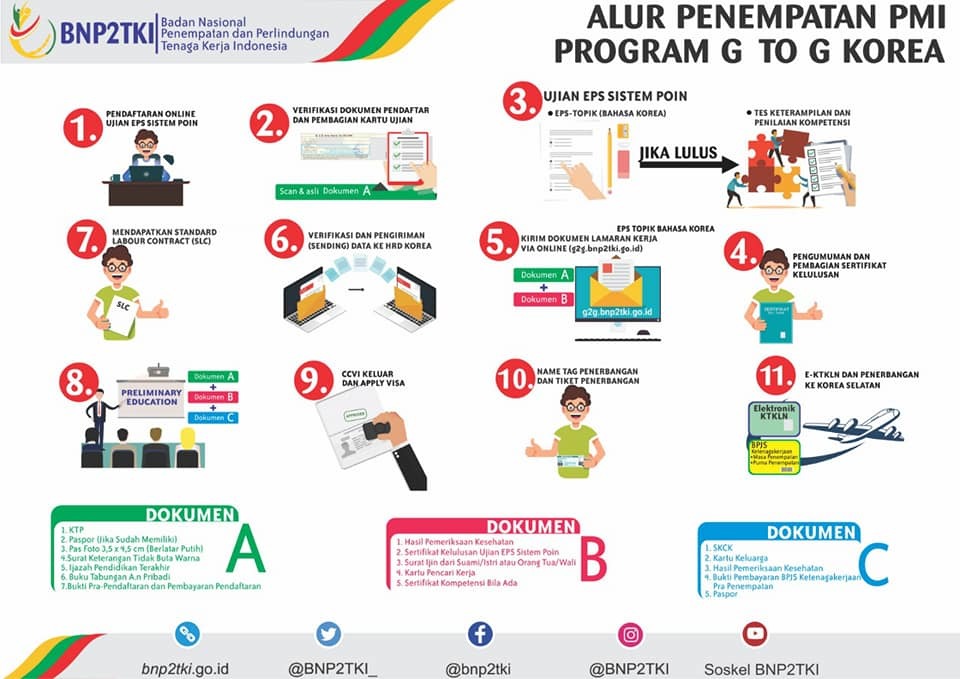 BNP2TKI
Badan Nasional
Penempatan dan Perlindungan
Tenaga Kerja Indonesia
ALUR PENEMPATAN PMI
PROGRAM G TO G KOREA
1.
PENDAFTARAN ONLINE
UJIAN EPS SISTEM POIN
2.
VERIFIKASI DOKUMEN PENDAFTAR
DAN PEMBAGIAN KARTU UJIAN
Scan & asli Dokumen A
3.
UJIAN EPS SISTEM POIN
• EPS-TOPIK (BAHASA KOREA)
JIKA LULUS
• TES KETERAMPILAN DAN
PENILAIAN KOMPETENSI
7.
MENDAPATKAN STANDARD
LABOUR CONTRACT (SLC)
SLC
6.
VERIFIKASI DAN PENGIRIMAN
(SENDING) DATA KE HRD KOREA
5.
EPS TOPIK BAHASA KOREA
KIRIM DOKUMEN LAMARAN KERJA
VIA ONLINE (g2g.bnp2tki.go.id)
Dokumen A
+
Dokumen B
g2g.bnp2tki.go.id
4.
PENGUMUMAN DAN
PEMBAGIAN SERTIFIKAT
KELULUSAN
SERTIFIKAT
8.
PRELIMINARY
EDUCATION
Dokumen A
+
Dokumen B
+
Dokumen C
9.
CCVI KELUAR
DAN APPLY VISA
APPROVED
10.
NAME TAG PENERBANGAN
DAN TIKET PENERBANGAN
11.
E-KTKLN DAN PENERBANGAN
KE KOREA SELATAN
Elektronik
KTKLN
BPJS
Ketenagakerjaan
• Masa Penempatan
• Purna Penempatan
DOKUMEN A
1. KTP
2. Paspor (Jika Sudah Memiliki)
3. Pas Foto 3,5 x 4,5 cm (Berlatar Putih)
4.Surat Keterangan Tidak Buta Warna
5. Ijazah Pendidikan Terakhir
6. Buku Tabungan A.n Pribadi
7.Bukti Pra-Pendaftaran dan Pembayaran Pendaftaran
DOKUMEN B
1. Hasil Pemeriksaan Kesehatan
2. Sertifikat Kelulusan Ujian EPS Sistem Poin
3. Surat Ijin dari Suami/Istri atau Orang Tua/Wali
4. Kartu Pencari Kerja
5. Sertifikat Kompetensi Bila Ada
DOKUMEN C
1. SKCK
2. Kartu Keluarga
3. Hasil Pemeriksaan Kesehatan
4. Bukti Pembayaran BPJS Ketenagakerjaan
Pra Penempatan
5. Paspor
bnp2tki.go.id
@BNP2TKI_
@bnp2tki
@BNP2TKI
Soskel BNP2TKI